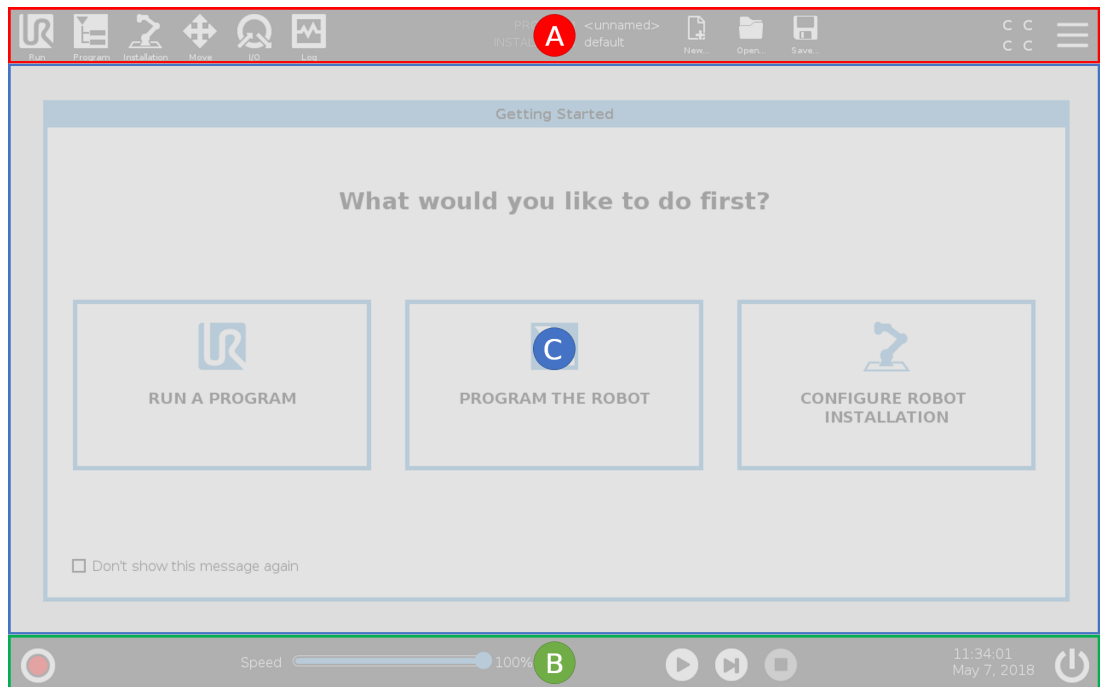 Run Program Installation Move I/O Log
<unnamed>
default
New... Open... Save...
C C
C C
A
Getting Started
What would you like to do first?
C
RUN A PROGRAM
PROGRAM THE ROBOT
CONFIGURE ROBOT
INSTALLATION
Don't show this message again
Speed 100%
B
11:34:01
May 7, 2018